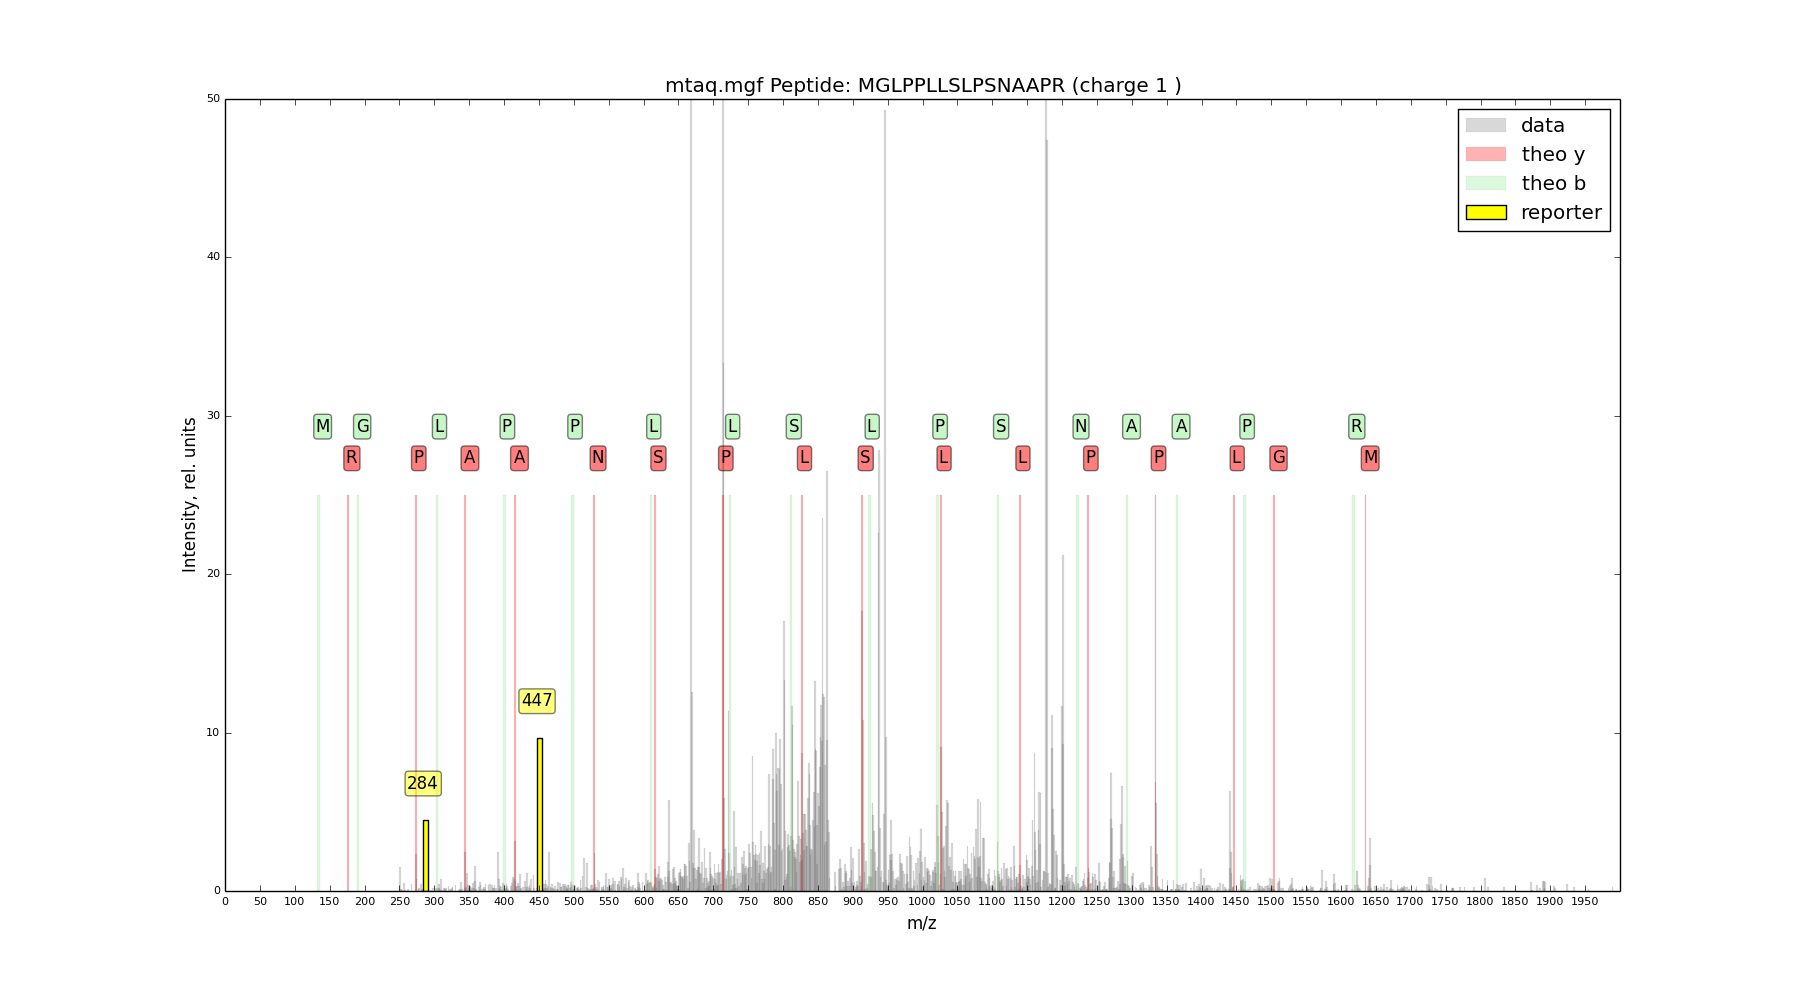 mtaq.mgf Peptide: MGLPPLLSLPSNAAPR (charge 1 )
50
40
30
20
10
0
Intensity, rel. units
data
theo y
theo b
reporter
M G L P P L L S L P S N A A P R
R P A A N S P L S L L P P L G M
447
284
0 50 100 150 200 250 300 350 400 450 500 550 600 650 700 750 800 850 900 950 1000 1050 1100 1150 1200 1250 1300 1350 1400 1450 1500 1550 1600 1650 1700 1750 1800 1850 1900 1950
m/z